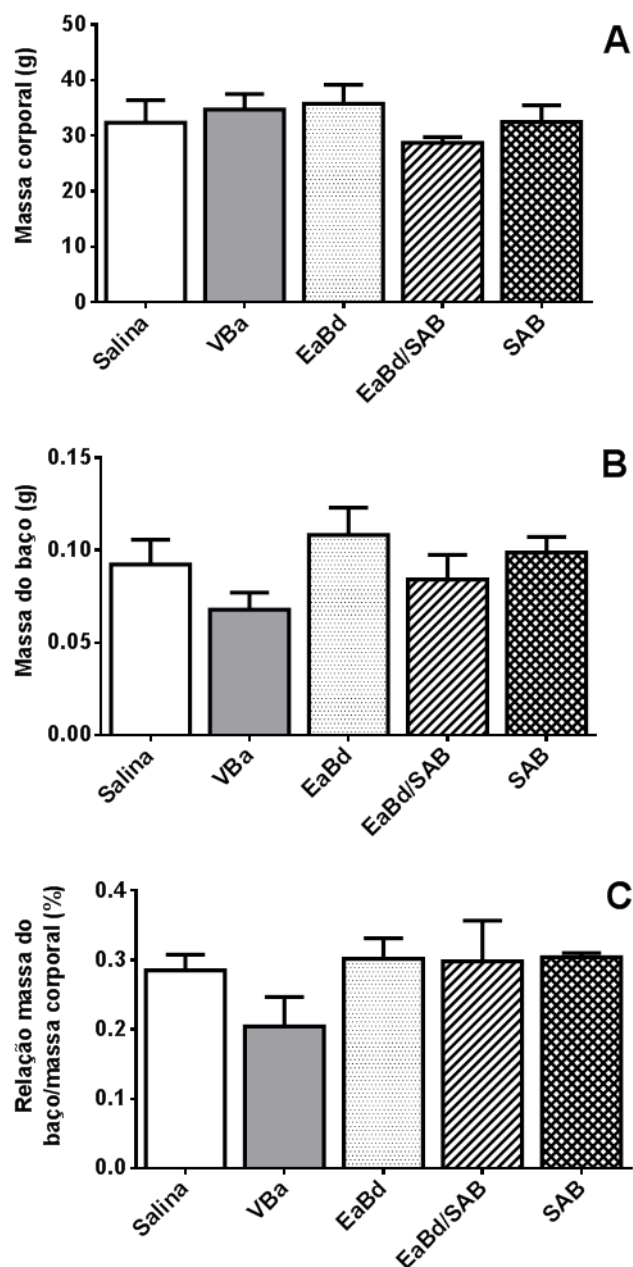 A
Massa corporal (g)
50
40
30
20
10
0
Salina
VBa
EaBd
EaBd/SAB
SAB
B
Massa do baço (g)
0.15
0.10
0.05
0.00
Salina
VBa
EaBd
EaBd/SAB
SAB
C
Relação massa do
baço/massa corporal (%)
0.4
0.3
0.2
0.1
0.0
Salina
VBa
EaBd
EaBd/SAB
SAB